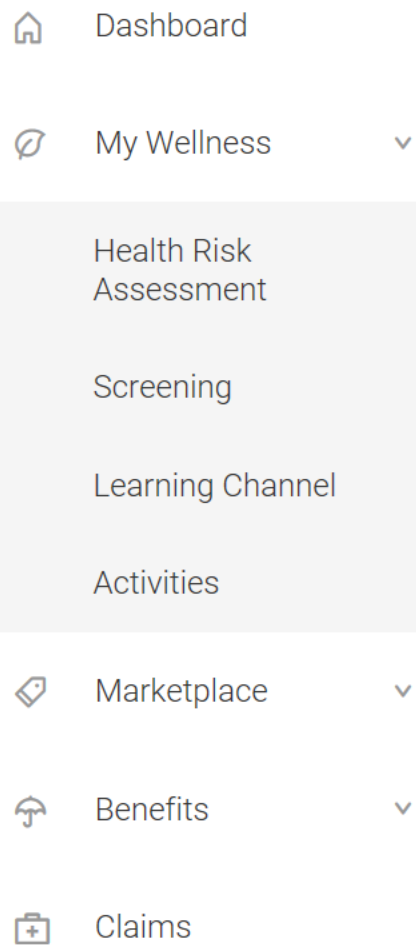 Dashboard
My Wellness
Health Risk
Assessment
Screening
Learning Channel
Activities
Marketplace
Benefits
Claims